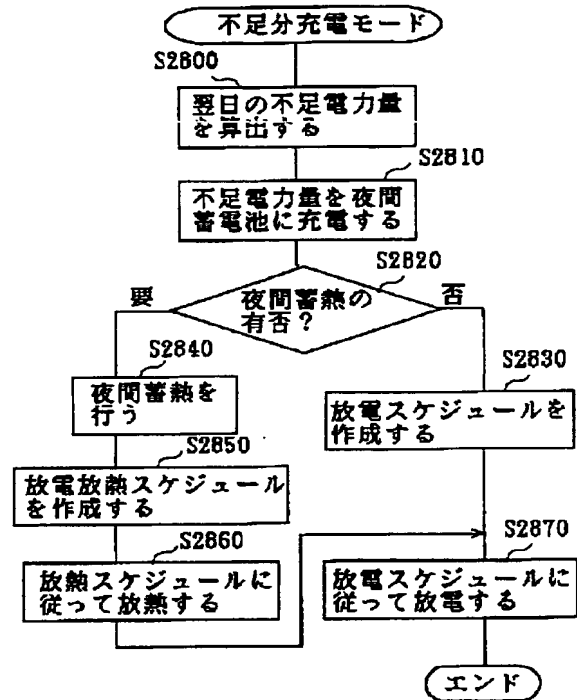 不足分充電モード
S2800
翌日の不足電力量
を算出する
S2810
不足電力量を夜間
蓄電池に充電する
S2820
夜間蓄熱の
有否？
要
否
S2840
夜間蓄熱を
行う
S2830
放電スケジュールを
作成する
S2850
放電放熱スケジュール
を作成する
S2860
放熱スケジュールに
従って放熱する
S2870
放電スケジュールに
従って放電する
エンド